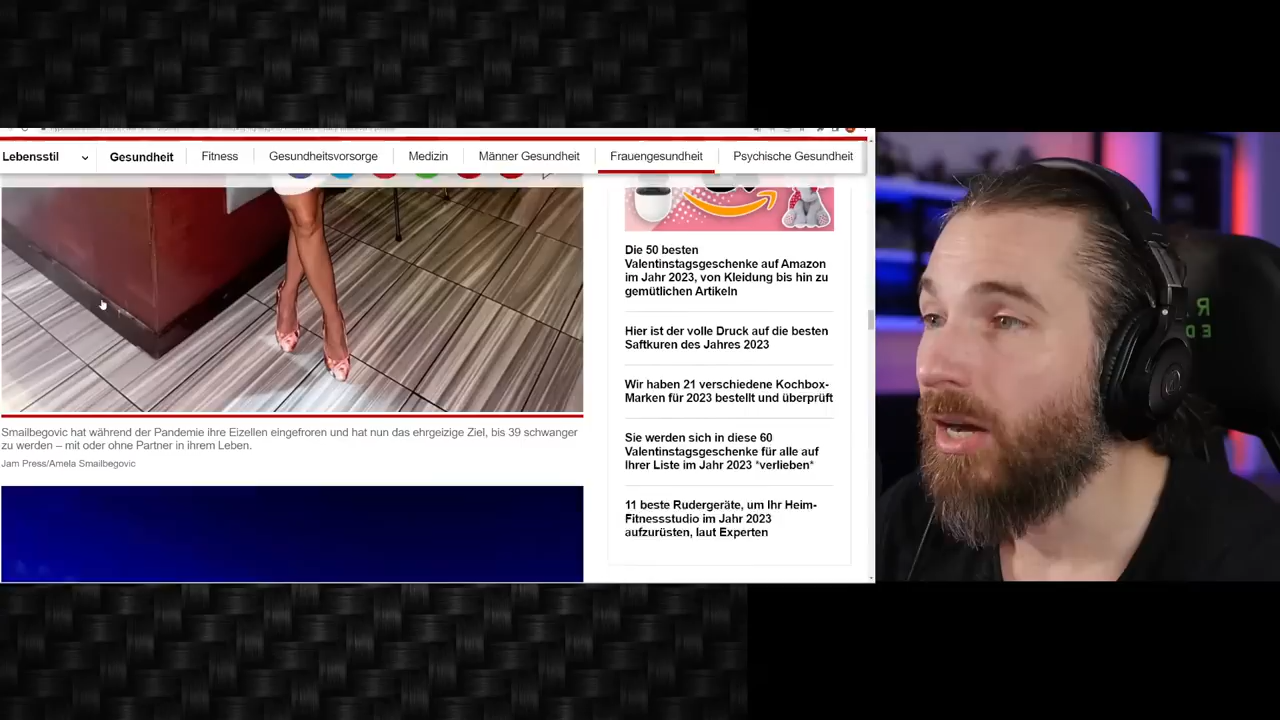 Lebensstil
Gesundheit
Fitness
Gesundheitsvorsorge
Medizin
Männer Gesundheit
Frauengesundheit
Psychische Gesundheit
Smailbegovic hat während der Pandemie ihre Eizellen eingefroren und hat nun das ehrgeizige Ziel, bis 39 schwanger
zu werden – mit oder ohne Partner in ihrem Leben.
Jam Press/Amela Smailbegovic
Die 50 besten
Valentinstagsgeschenke auf Amazon
im Jahr 2023, von Kleidung bis hin zu
gemütlichen Artikeln
Hier ist der volle Druck auf die besten
Saftkuren des Jahres 2023
Wir haben 21 verschiedene Kochbox-
Marken für 2023 bestellt und überprüft
Sie werden sich in diese 60
Valentinstagsgeschenke für alle auf
Ihrer Liste im Jahr 2023 *verlieben*
11 beste Rudergeräte, um Ihr Heim-
Fitnessstudio im Jahr 2023
aufzurüsten, laut Experten